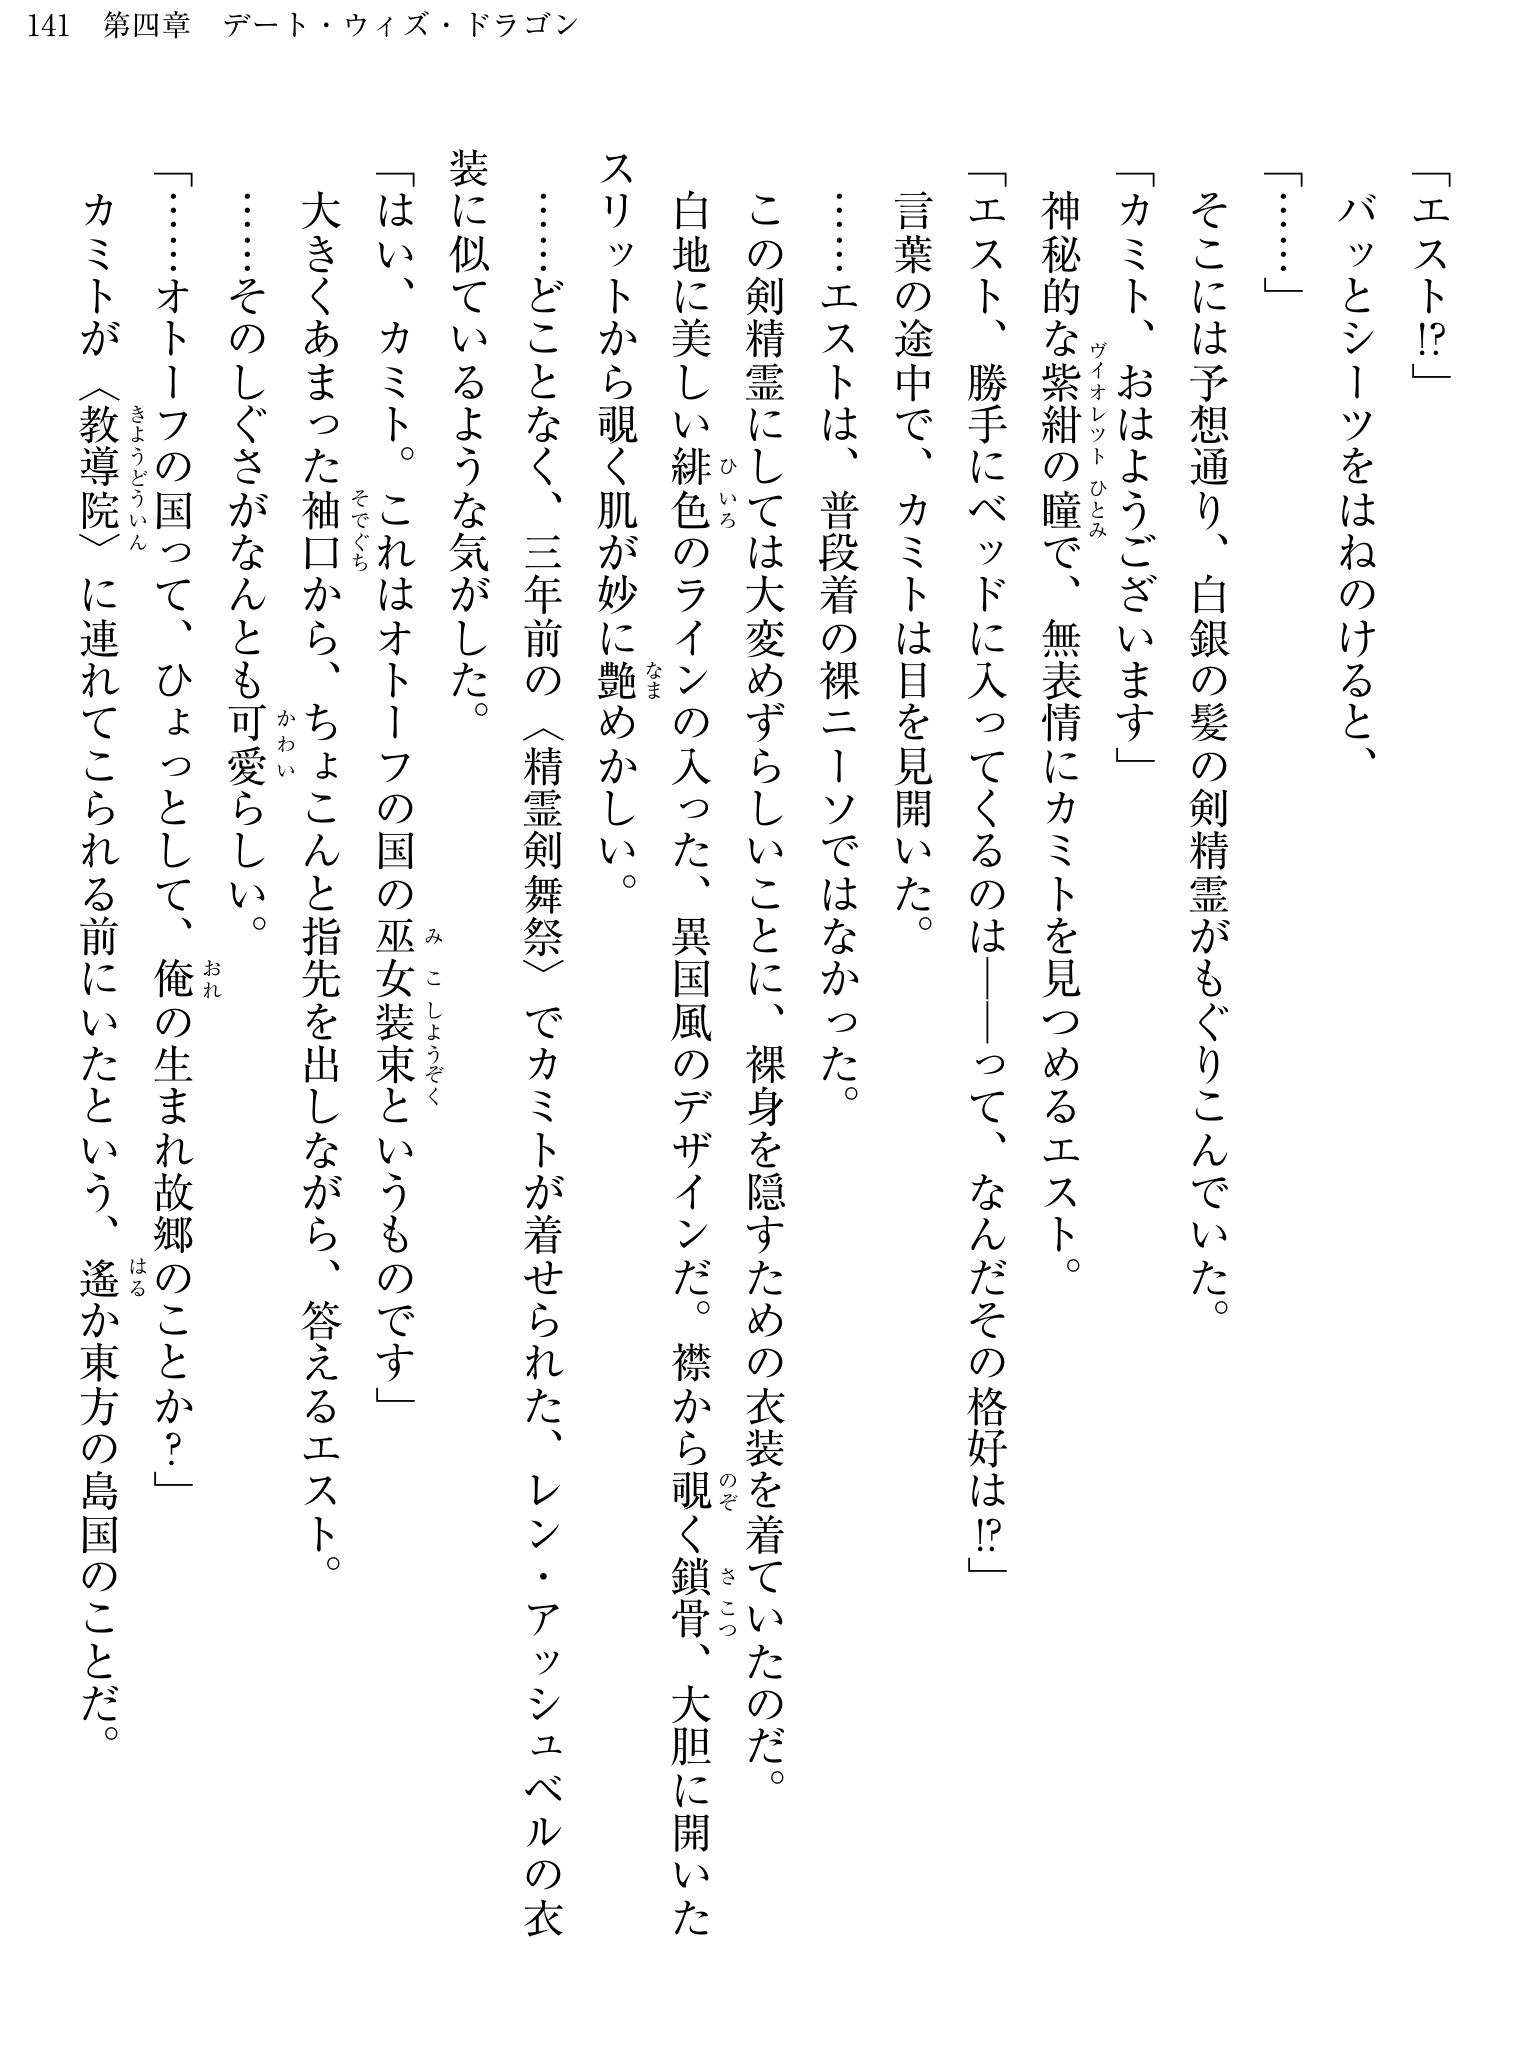 141 第四章 デート・ウィズ・ドラゴン
「エスト!?」
バッとシーツをはねのけると、
「……」
そこには予想通り、白銀の髪の剣精霊がもぐりこんでいた。
「カミト、おはようございます」
神秘的な紫紺の瞳で、無表情にカミトを見つめるエスト。
「エスト、勝手にベッドに入ってくるのは――って、なんだその格好は!?」
言葉の途中で、カミトは目を見開いた。
……エストは、普段着の裸ニーソではなかった。
この剣精霊にしては大変めずらしいことに、裸身を隠すための衣装を着ていたのだ。
白地に美しい緋色のラインの入った、異国風のデザインだ。襟から覗く鎖骨、大胆に開いた
スリットから覗く肌が妙に艶めかしい。
……どことなく、三年前の〈精霊剣舞祭〉でカミトが着せられた、レン・アッシュベルの衣
装に似ているような気がした。
「はい、カミト。これはオトーフの国の巫女装束というものです」
大きくあまった袖口から、ちょこんと指先を出しながら、答えるエスト。
……そのしぐさがなんとも可愛らしい。
「……オトーフの国って、ひょっとして、俺の生まれ故郷のことか?」
カミトが〈教導院〉に連れてこられる前にいたという、遙か東方の島国のことだ。